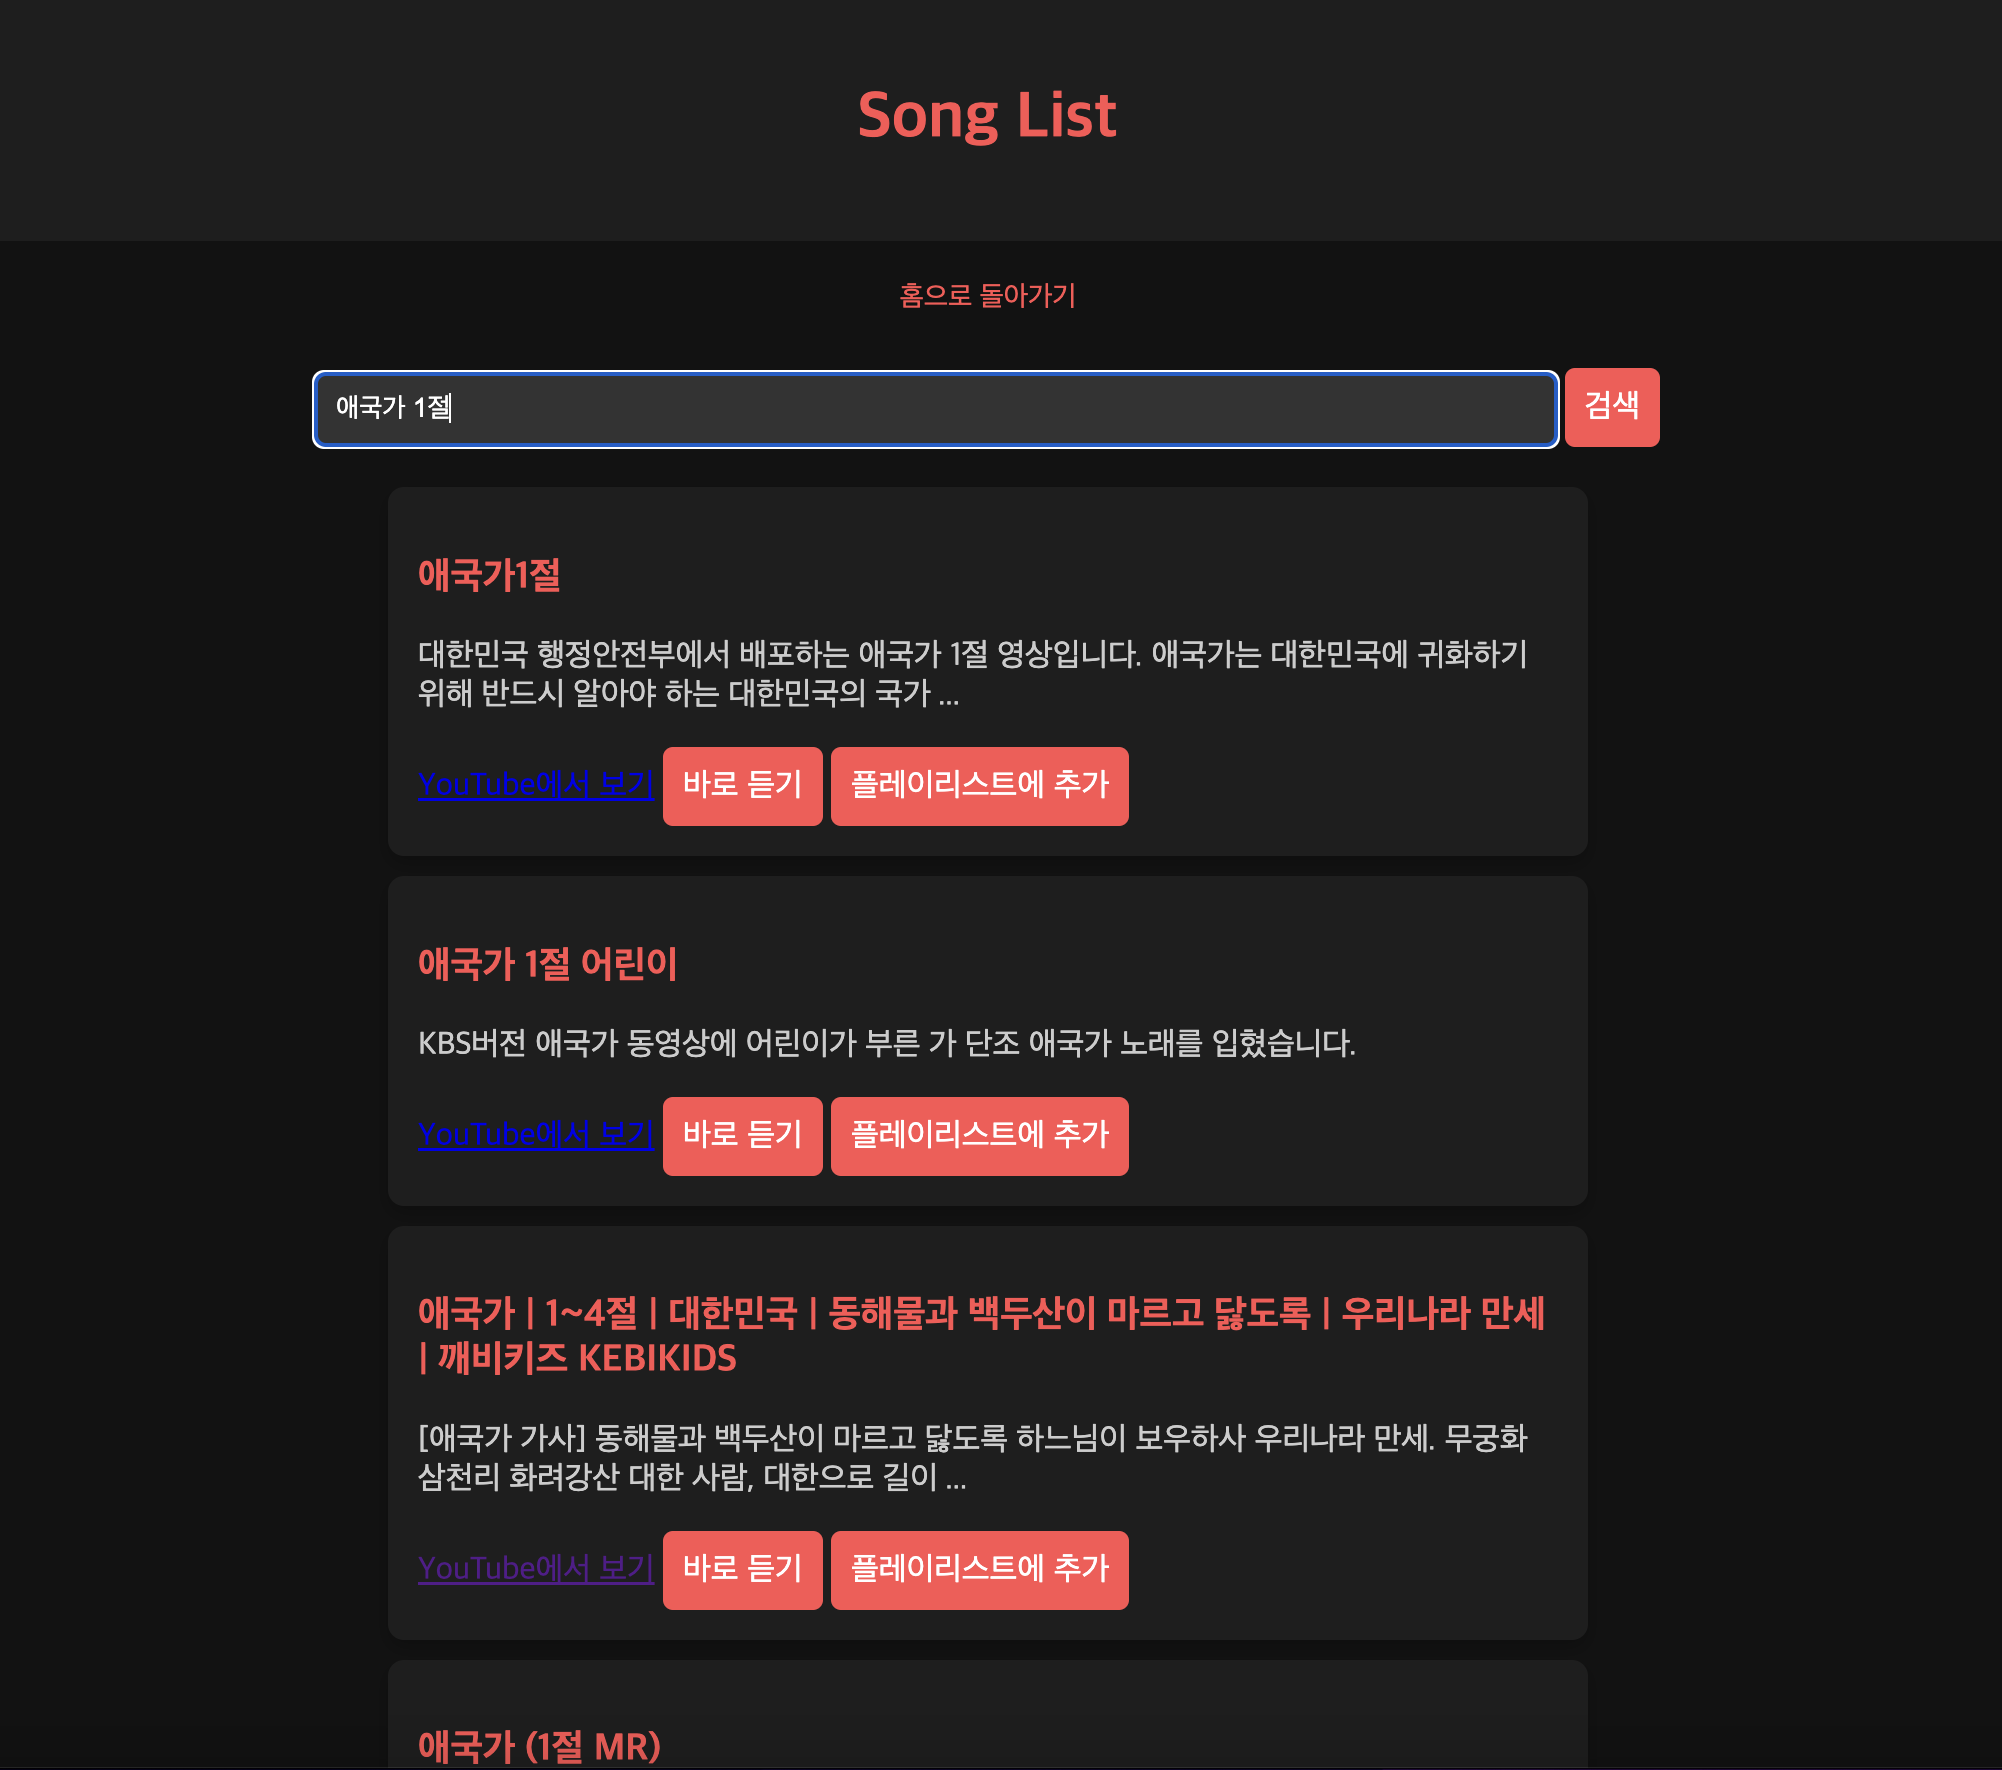 Song List
홈으로 돌아가기
애국가 1절
검색
애국가1절
대한민국 행정안전부에서 배포하는 애국가 1절 영상입니다. 애국가는 대한민국에 귀화하기
위해 반드시 알아야 하는 대한민국의 국가 ...
YouTube에서 보기 바로 듣기 플레이리스트에 추가
애국가 1절 어린이
KBS버전 애국가 동영상에 어린이가 부른 가 단조 애국가 노래를 입혔습니다.
YouTube에서 보기 바로 듣기 플레이리스트에 추가
애국가 | 1~4절 | 대한민국 | 동해물과 백두산이 마르고 닳도록 | 우리나라 만세
| 깨비키즈 KEBIKIDS
[애국가 가사] 동해물과 백두산이 마르고 닳도록 하느님이 보우하사 우리나라 만세. 무궁화
삼천리 화려강산 대한 사람, 대한으로 길이 ...
YouTube에서 보기 바로 듣기 플레이리스트에 추가
애국가 (1절 MR)